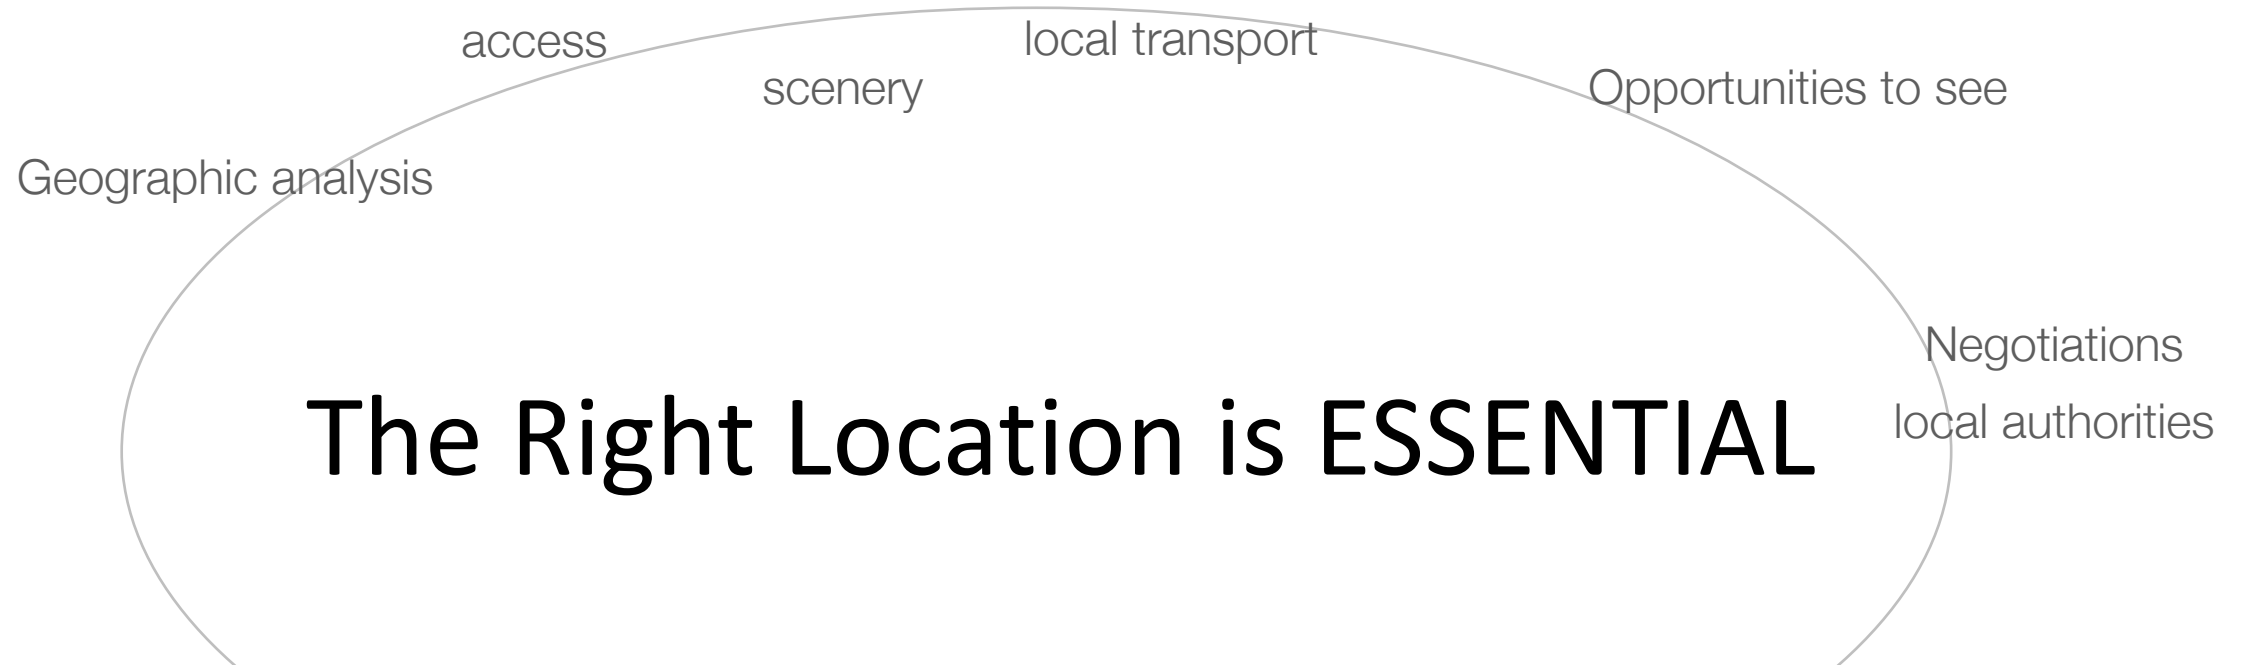 access
local transport
scenery
Opportunities to see
Geographic analysis
Negotiations
The Right Location is ESSENTIAL
local authorities